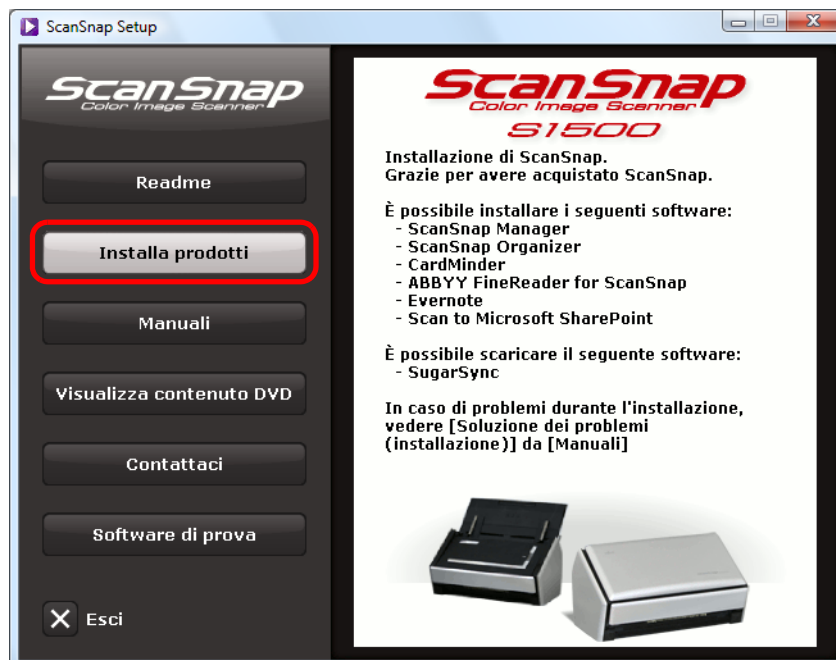 ScanSnap Setup
ScanSnap
Color Image Scanner
Readme
Installa prodotti
Manuali
Visualizza contenuto DVD
Contattaci
Software di prova
Esci
ScanSnap
Color Image Scanner
S1500
Installazione di ScanSnap.
Grazie per avere acquistato ScanSnap.
È possibile installare i seguenti software:
- ScanSnap Manager
- ScanSnap Organizer
- CardMinder
- ABBYY FineReader for ScanSnap
- Evernote
- Scan to Microsoft SharePoint
È possibile scaricare il seguente software:
- SugarSync
In caso di problemi durante l'installazione,
vedere [Soluzione dei problemi
(installazione)] da [Manuali]